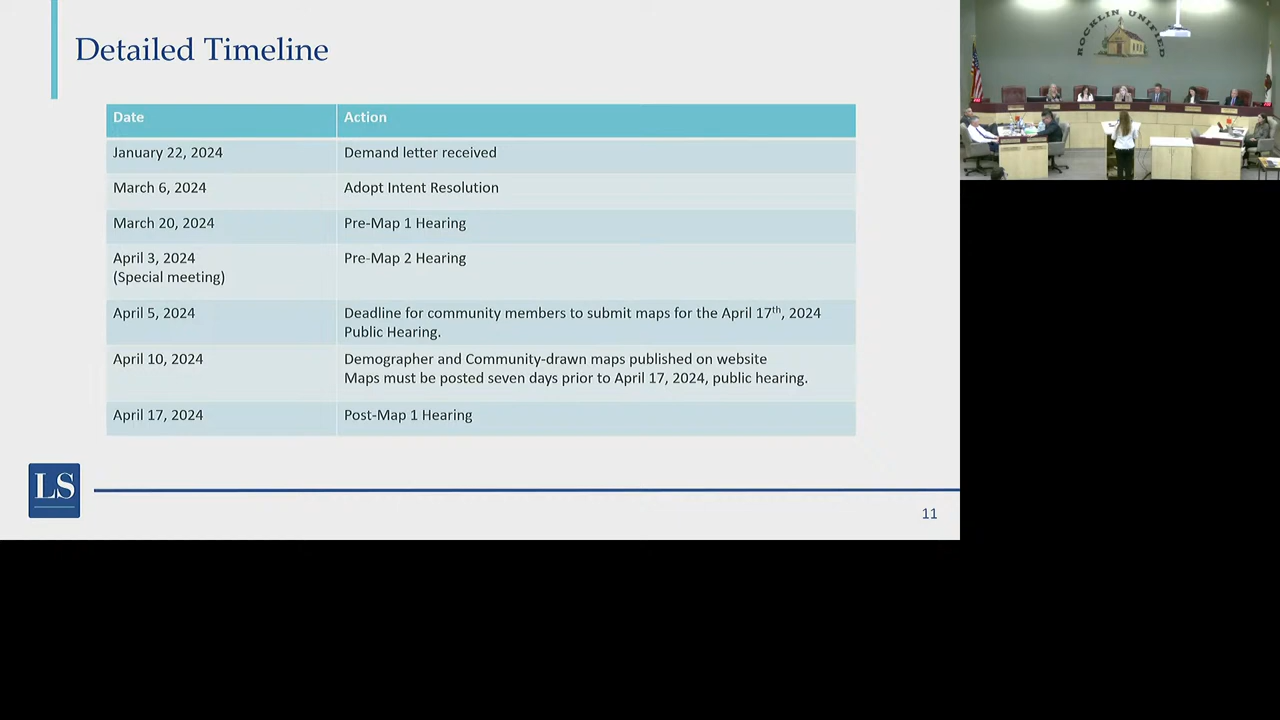 Detailed Timeline
Date Action
January 22, 2024 Demand letter received
March 6, 2024 Adopt Intent Resolution
March 20, 2024 Pre-Map 1 Hearing
April 3, 2024 Pre-Map 2 Hearing
(Special meeting)
April 5, 2024 Deadline for community members to submit maps for the April 17th, 2024
Public Hearing.
April 10, 2024 Demographer and Community-drawn maps published on website
Maps must be posted seven days prior to April 17, 2024, public hearing.
April 17, 2024 Post-Map 1 Hearing
LS
11
ROCKLIN UNIFIED